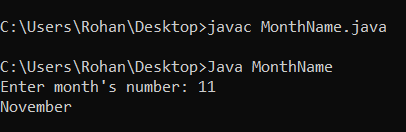 C:\Users\Rohan\Desktop>javac MonthName.java
C:\Users\Rohan\Desktop>Java MonthName
Enter month's number: 11
November